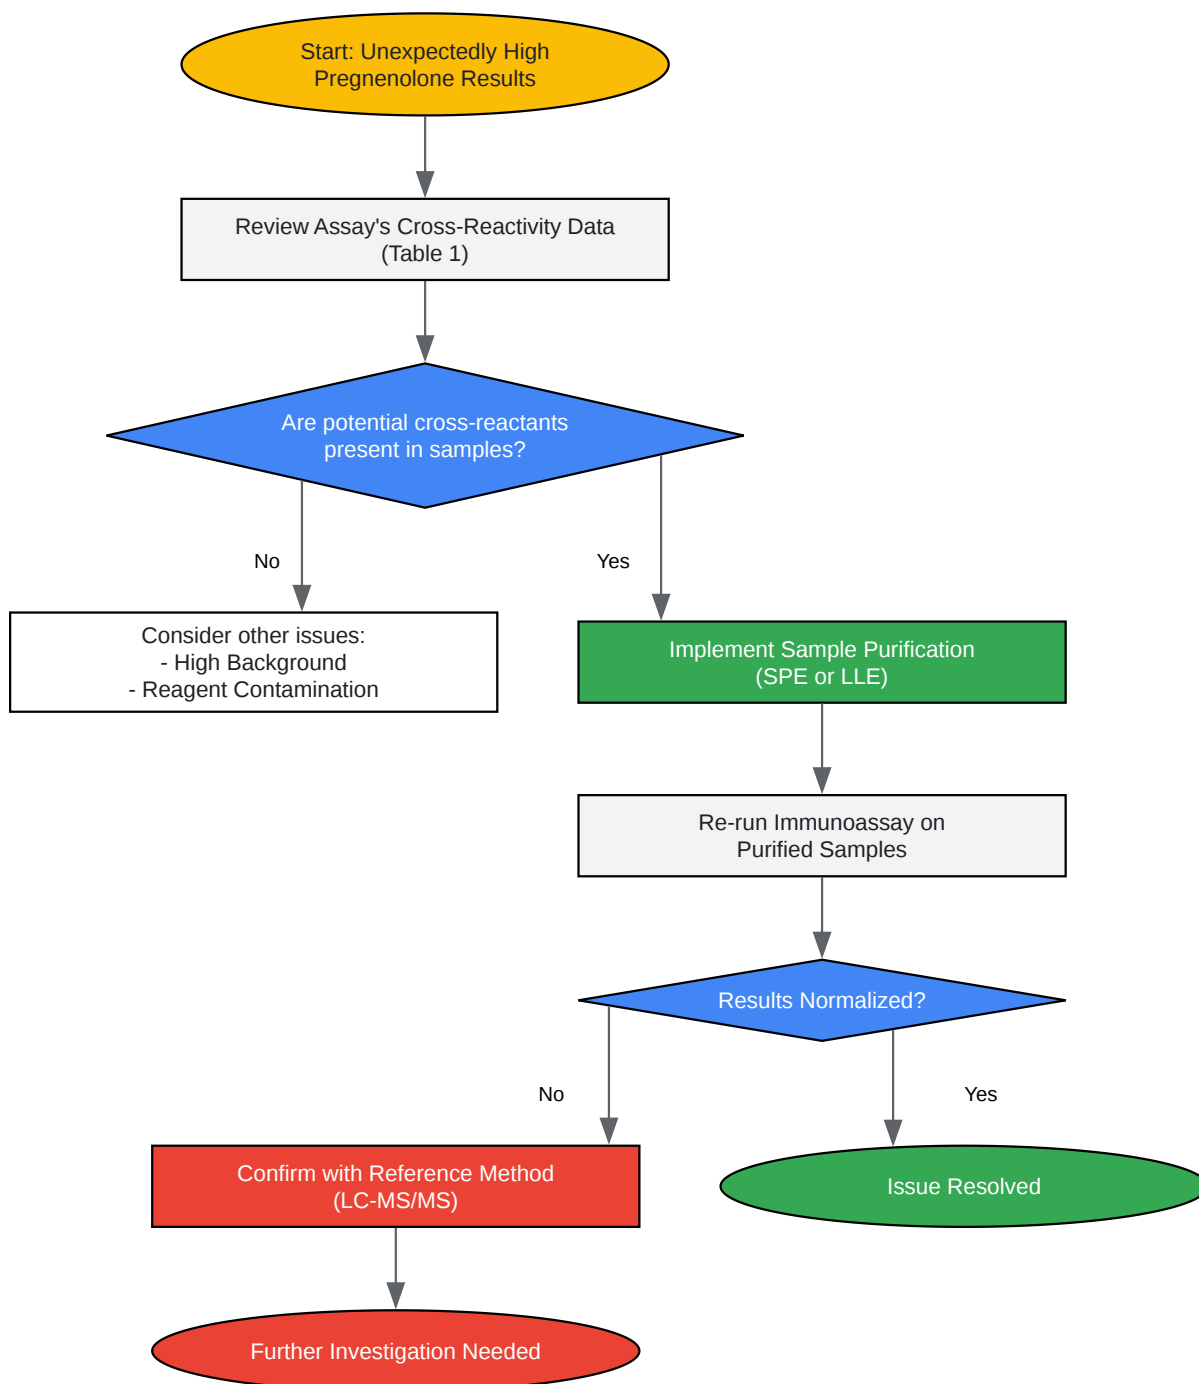 Start: Unexpectedly High
Pregnenolone Results
Review Assay's Cross-Reactivity Data
(Table 1)
Are potential cross-reactants
present in samples?
No
Yes
Consider other issues:
- High Background
- Reagent Contamination
Implement Sample Purification
(SPE or LLE)
Re-run Immunoassay on
Purified Samples
Results Normalized?
No
Yes
Confirm with Reference Method
(LC-MS/MS)
Issue Resolved
Further Investigation Needed